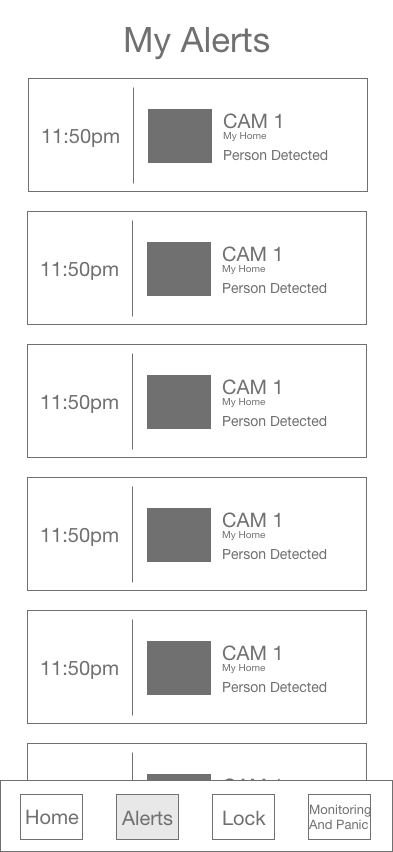 My Alerts
11:50pm
CAM 1
My Home
Person Detected
11:50pm
CAM 1
My Home
Person Detected
11:50pm
CAM 1
My Home
Person Detected
11:50pm
CAM 1
My Home
Person Detected
11:50pm
CAM 1
My Home
Person Detected
Home
Alerts
Lock
Monitoring
And Panic